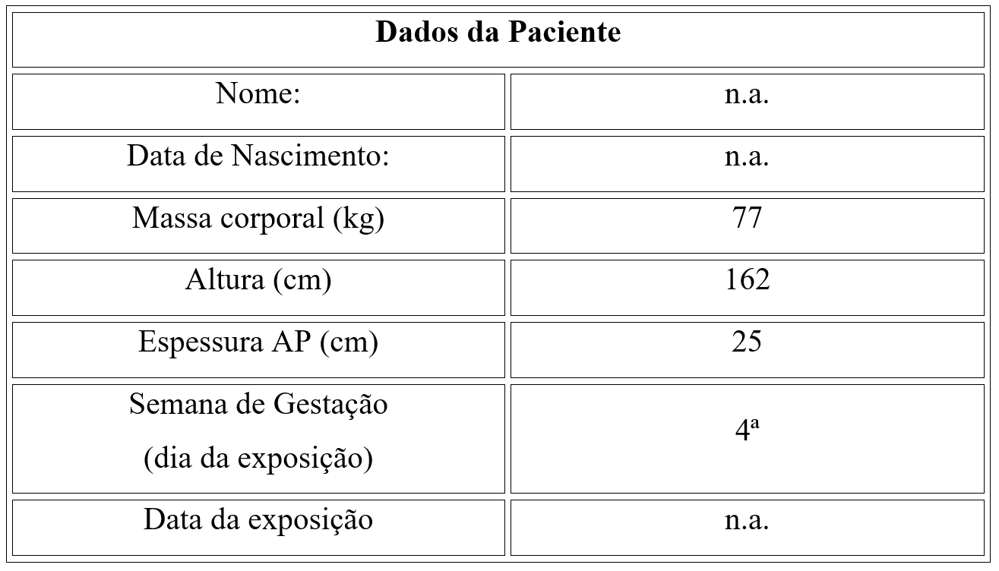 Dados da Paciente
Nome: n.a.
Data de Nascimento: n.a.
Massa corporal (kg) 77
Altura (cm) 162
Espessura AP (cm) 25
Semana de Gestação
(dia da exposição)
4ª
Data da exposição n.a.